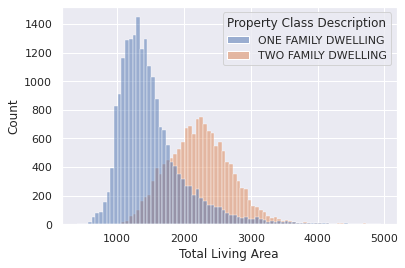 Property Class Description
ONE FAMILY DWELLING
TWO FAMILY DWELLING
Count
1400
1200
1000
800
600
400
200
0
1000 2000 3000 4000 5000
Total Living Area